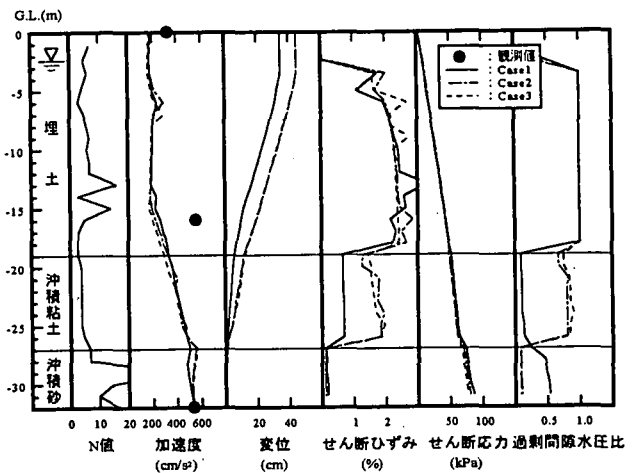 G.L.(m)
0
-5
-10
-15
-20
-25
-30
埋
土
沖積粘土
沖積砂
● : 観測値
: Case1
: Case2
: Case3
0 10 20
200 400 600
20 40
1 2
50 100
0.5 1.0
N値
加速度
(cm/s²)
変位
(cm)
せん断ひずみ
(%)
せん断応力
(kPa)
過剰間隙水圧比